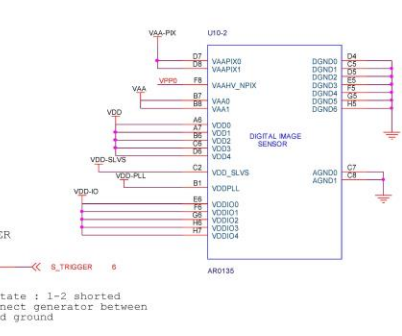 VAA-PIX
U10-2
D7 VAAPIX0
D8 VAAPIX1
VPP0 F8 VAAHV_NPIX
VAA
B7 VAA0
B8 VAA1
VDD
A6 VDD0
A7 VDD1
B6 VDD2
C6 VDD3
D6 VDD4
VDD-SLVS
C2 VDD_SLVS
VDD-PLL
B1 VDDPLL
VDD-IO
E6 VDDIO0
F6 VDDIO1
G6 VDDIO2
H6 VDDIO3
H7 VDDIO4
DIGITAL IMAGE
SENSOR
DGND0 D4
DGND1 C5
DGND2 D5
DGND3 E5
DGND4 F5
DGND5 G5
DGND6 H5
AGND0 C7
AGND1 C8
AR0135
ER
S_TRIGGER 6
tate : 1-2 shorted
nect generator between
d ground